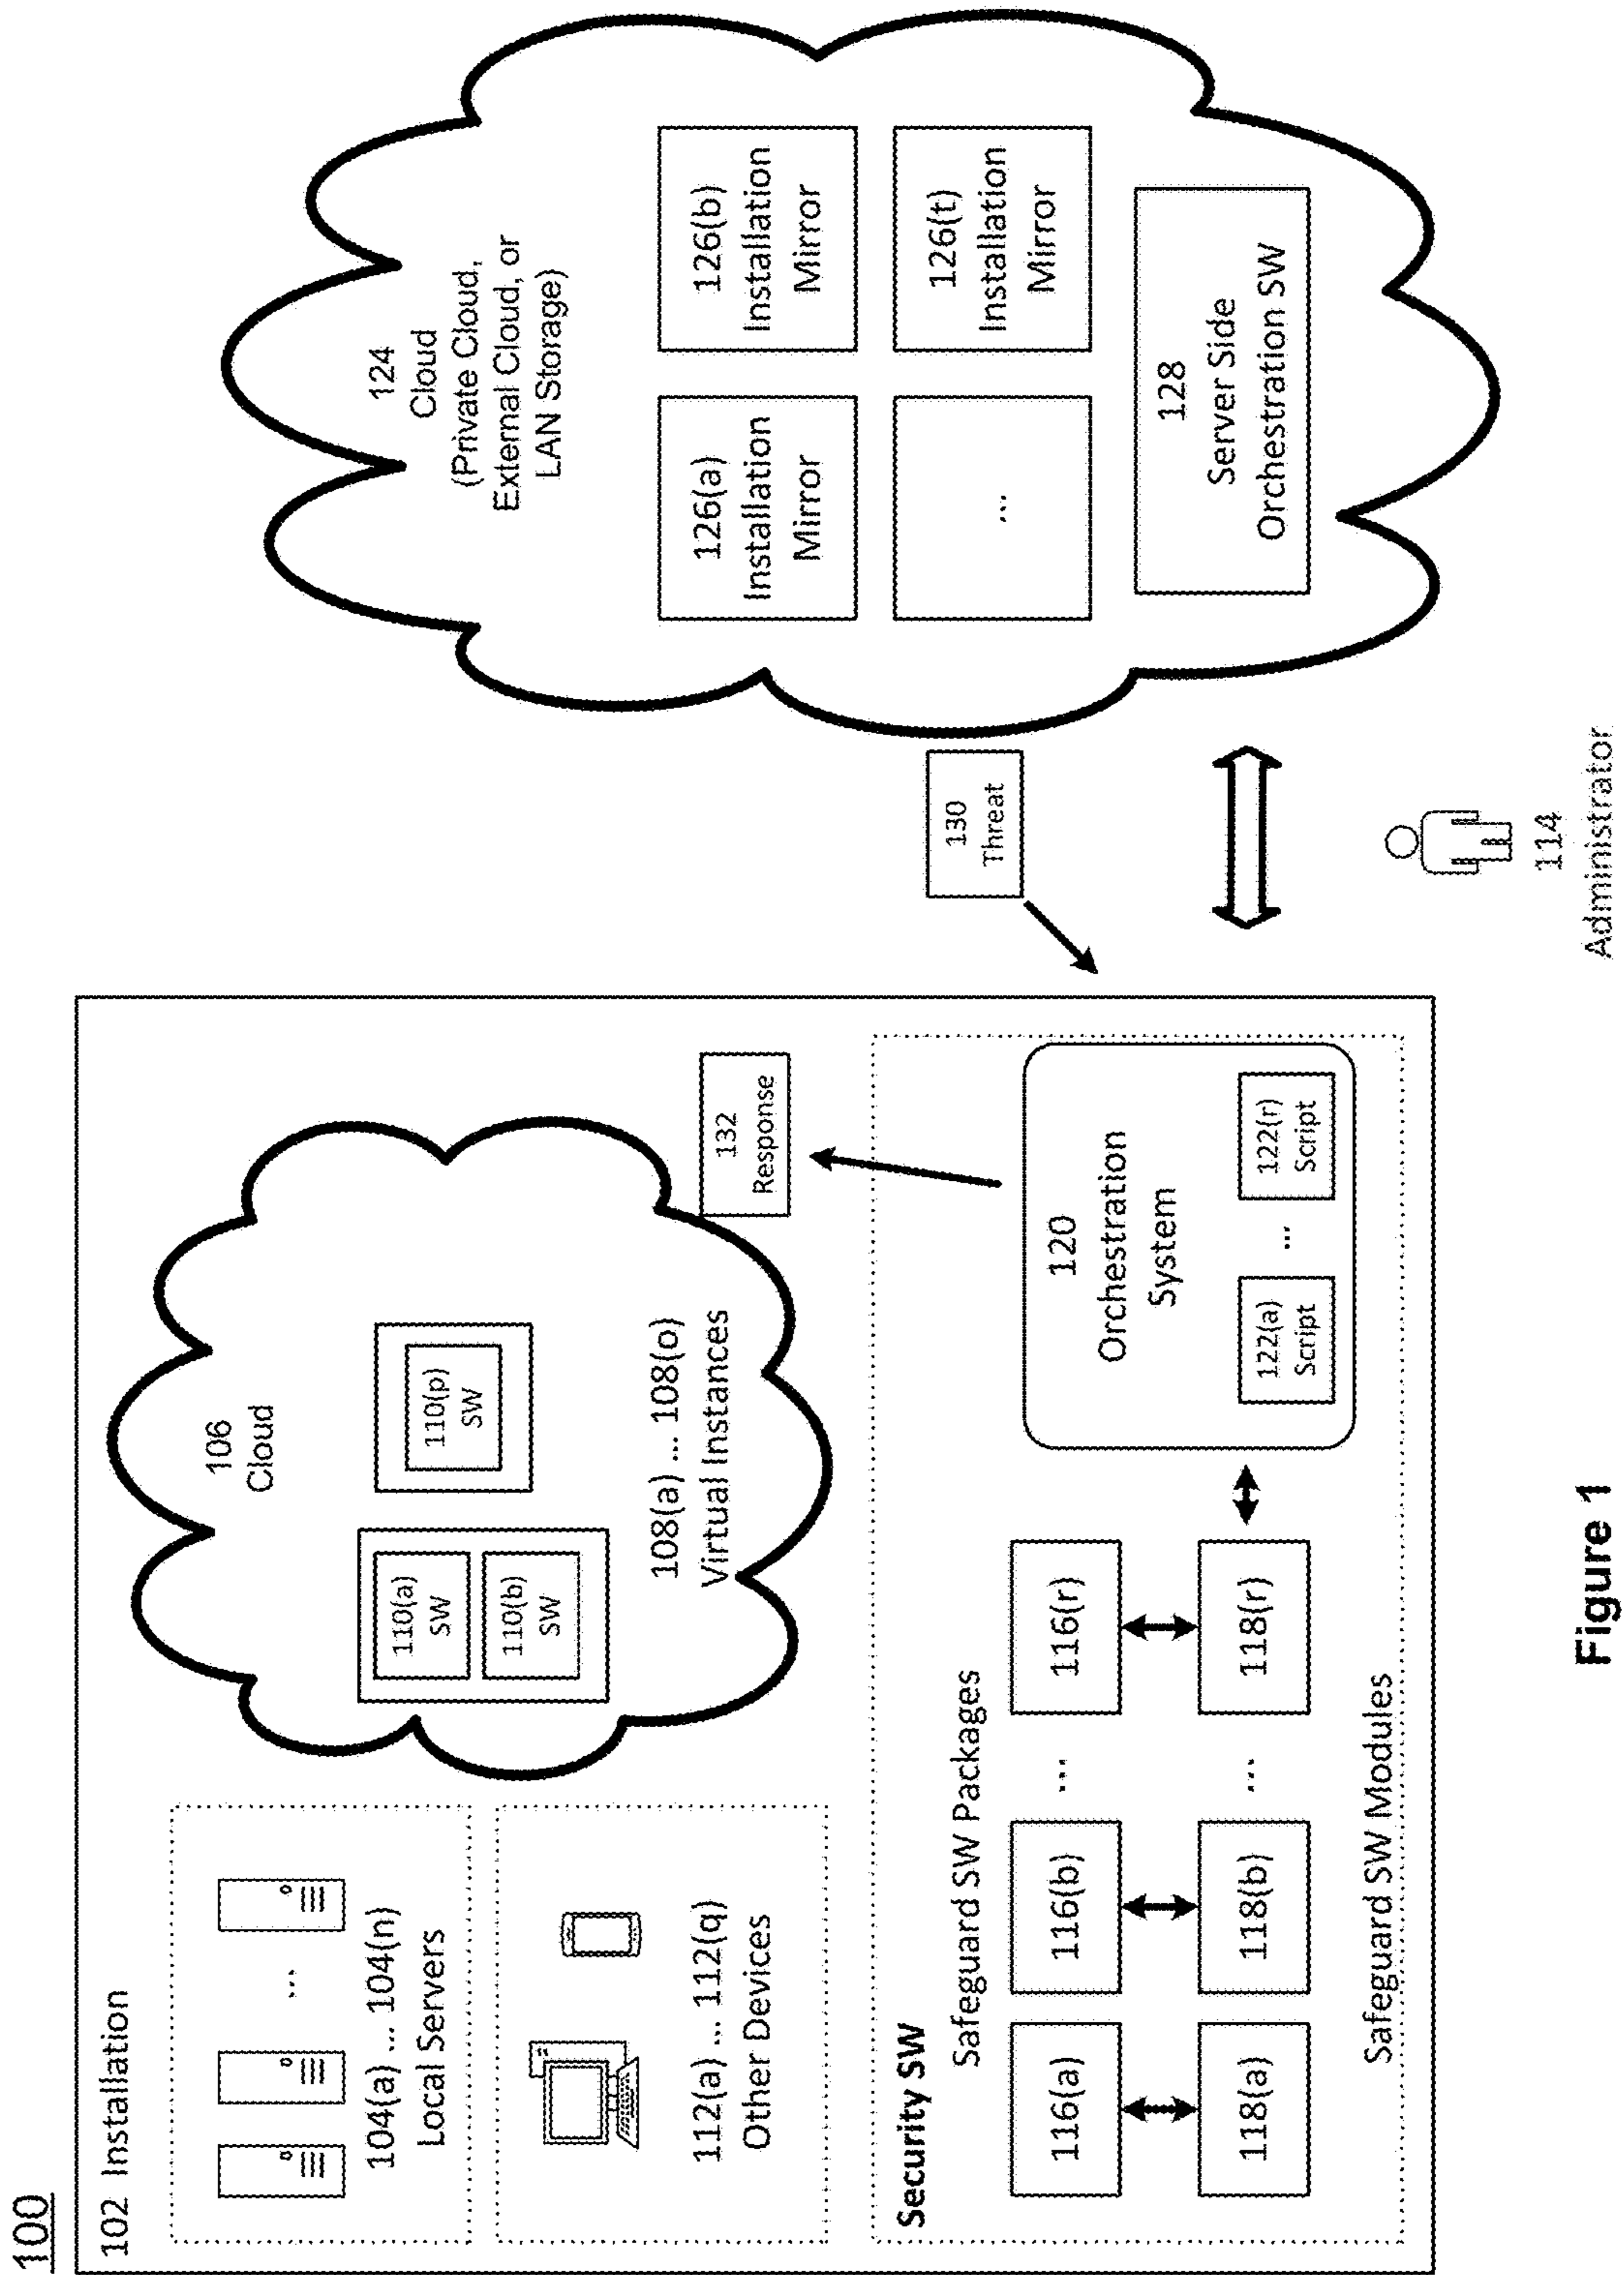 100
102 Installation
104(a) ... 104(n)
Local Servers
...
112(a) ... 112(q)
Other Devices
106
Cloud
110(a)
SW
110(b)
SW
110(p)
SW
108(a) ... 108(o)
Virtual Instances
132
Response
Security SW
Safeguard SW Packages
116(a)
116(b)
...
116(r)
118(a)
118(b)
...
118(r)
Safeguard SW Modules
120
Orchestration
System
122(a)
Script
...
122(r)
Script
130
Threat
114
Administrator
124
Cloud
(Private Cloud,
External Cloud, or
LAN Storage)
126(a)
Installation
Mirror
126(b)
Installation
Mirror
...
126(t)
Installation
Mirror
128
Server Side
Orchestration SW
Figure 1